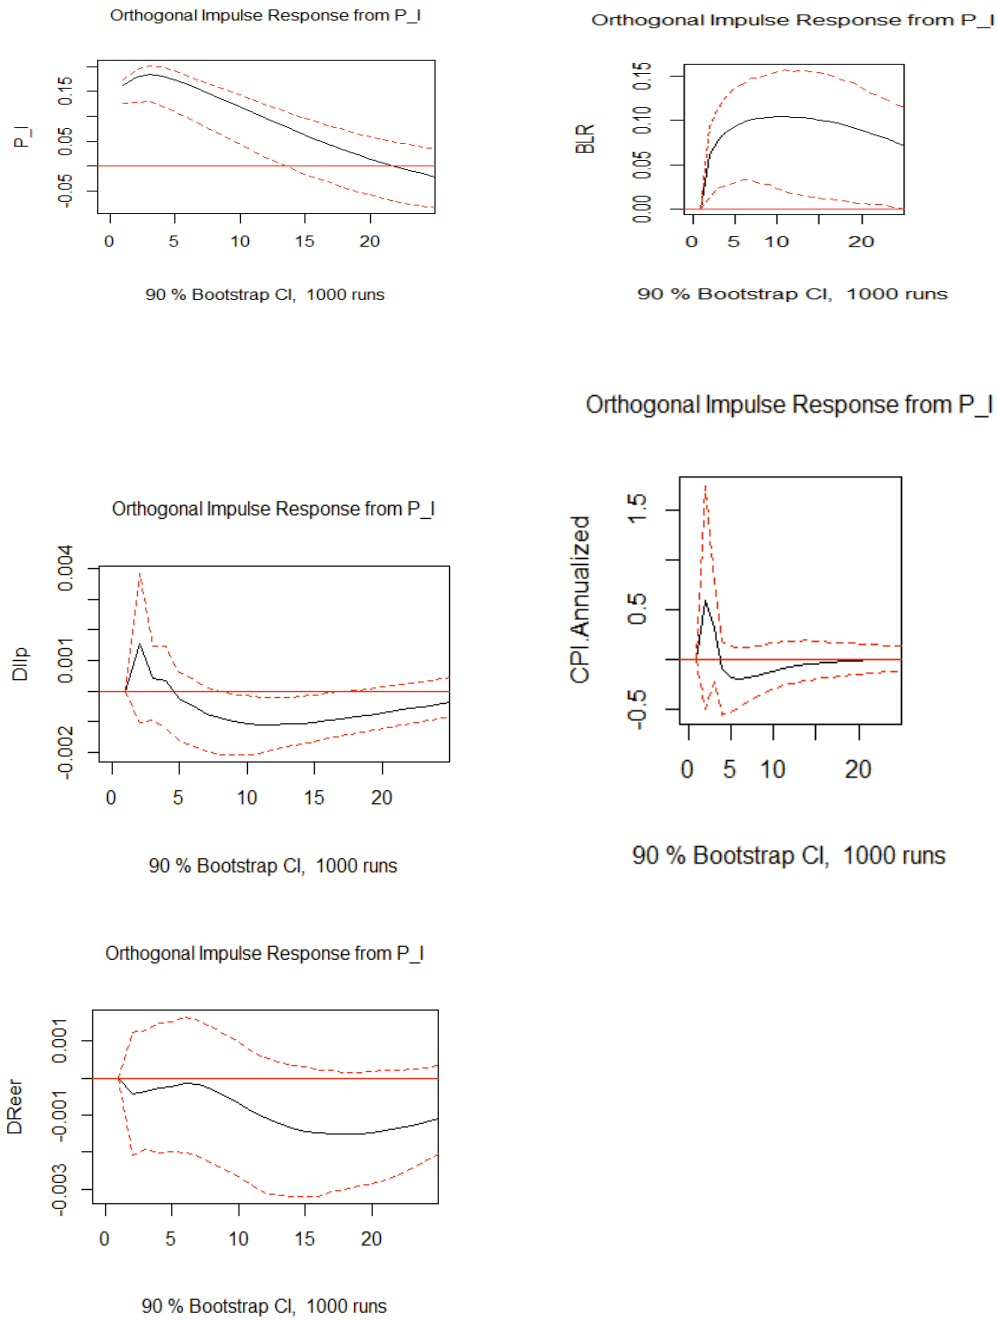 Orthogonal Impulse Response from P_I
P_I
0.15
0.05
-0.05
0 5 10 15 20
90 % Bootstrap CI, 1000 runs
Orthogonal Impulse Response from P_I
BLR
0.15
0.10
0.05
0.00
0 5 10 20
90 % Bootstrap CI, 1000 runs
Orthogonal Impulse Response from P_I
DIIp
0.004
0.001
-0.002
0 5 10 15 20
90 % Bootstrap CI, 1000 runs
Orthogonal Impulse Response from P_I
CPI.Annualized
1.5
0.5
-0.5
0 5 10 20
90 % Bootstrap CI, 1000 runs
Orthogonal Impulse Response from P_I
DReer
0.001
-0.001
-0.003
0 5 10 15 20
90 % Bootstrap CI, 1000 runs